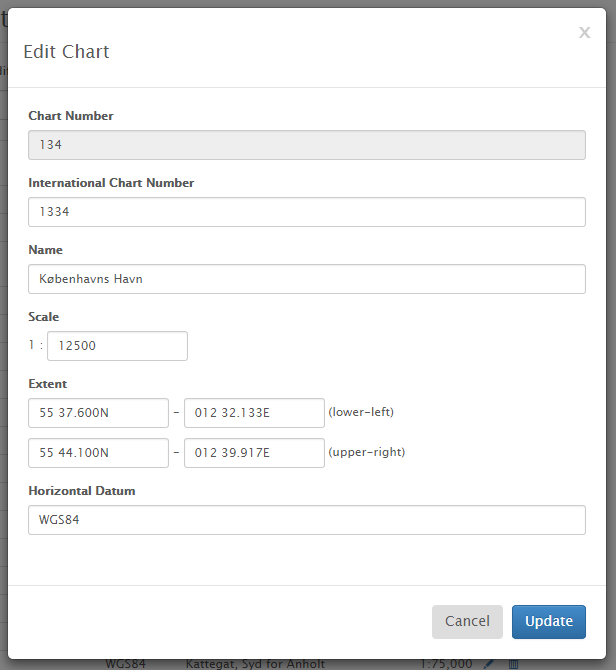 X
Edit Chart
Chart Number
134
International Chart Number
1334
Name
Københavns Havn
Scale
1 : 12500
Extent
55 37.600N - 012 32.133E (lower-left)
55 44.100N - 012 39.917E (upper-right)
Horizontal Datum
WGS84
Cancel Update
WGS84 Kattegat, Syd for Anholt 1:75,000